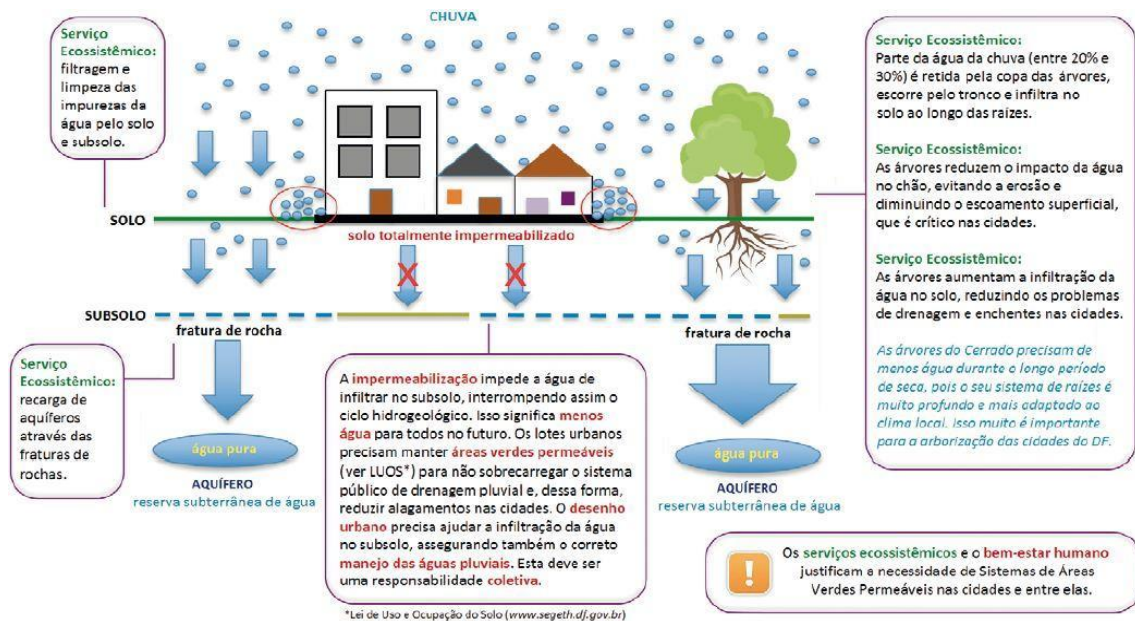 CHUVA
Serviço
Ecossistêmico:
filtragem e
limpeza das
impurezas da
água pelo solo
e subsolo.
SOLO
solo totalmente impermeabilizado
X
X
SUBSOLO
fratura de rocha
fratura de rocha
Serviço
Ecossistêmico:
recarga de
aquíferos
através das
fraturas de
rochas.
água pura
AQUÍFERO
reserva subterrânea de água
A impermeabilização impede a água de
infiltrar no subsolo, interrompendo assim o
ciclo hidrogeológico. Isso significa menos
água para todos no futuro. Os lotes urbanos
precisam manter áreas verdes permeáveis
(ver LUOS*) para não sobrecarregar o sistema
público de drenagem pluvial e, dessa forma,
reduzir alagamentos nas cidades. O desenho
urbano precisa ajudar a infiltração da água
no subsolo, assegurando também o correto
manejo das águas pluviais. Esta deve ser
uma responsabilidade coletiva.
*Lei de Uso e Ocupação do Solo (www.segeth.df.gov.br)
água pura
AQUÍFERO
reserva subterrânea de água
Serviço Ecossistêmico:
Parte da água da chuva (entre 20% e
30%) é retida pela copa das árvores,
escorre pelo tronco e infiltra no
solo ao longo das raízes.
Serviço Ecossistêmico:
As árvores reduzem o impacto da água
no chão, evitando a erosão e
diminuindo o escoamento superficial,
que é crítico nas cidades.
Serviço Ecossistêmico:
As árvores aumentam a infiltração da
água no solo, reduzindo os problemas
de drenagem e enchentes nas cidades.
As árvores do Cerrado precisam de
menos água durante o longo período
de seca, pois o seu sistema de raízes é
muito profundo e mais adaptado ao
clima local. Isso muito é importante
para a arborização das cidades do DF.
!
Os serviços ecossistêmicos e o bem-estar humano
justificam a necessidade de Sistemas de Áreas
Verdes Permeáveis nas cidades e entre elas.